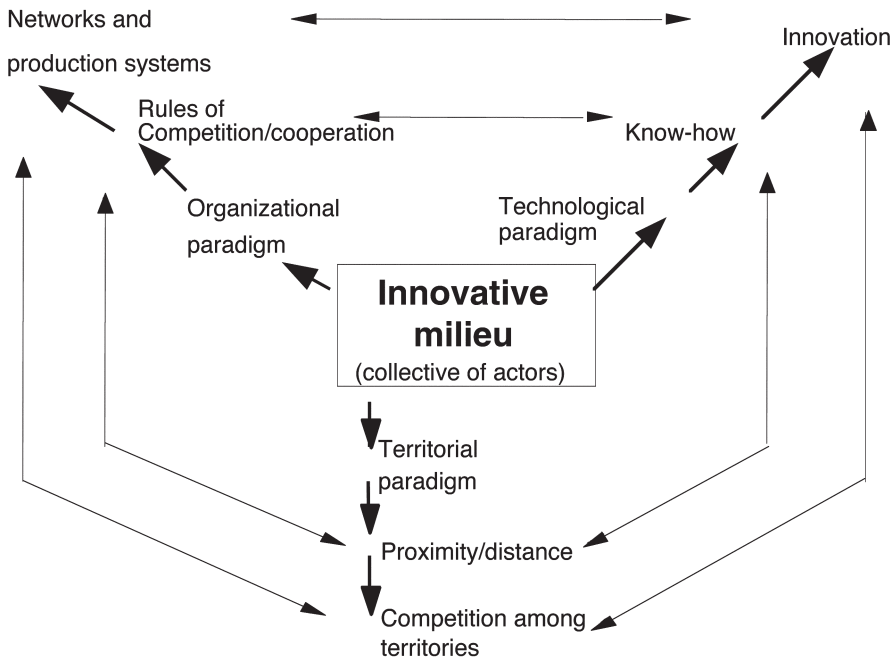 Networks and
production systems
Innovation
Rules of
Competition/cooperation
Know-how
Organizational
paradigm
Technological
paradigm
Innovative
milieu
(collective of actors)
Territorial
paradigm
Proximity/distance
Competition among
territories